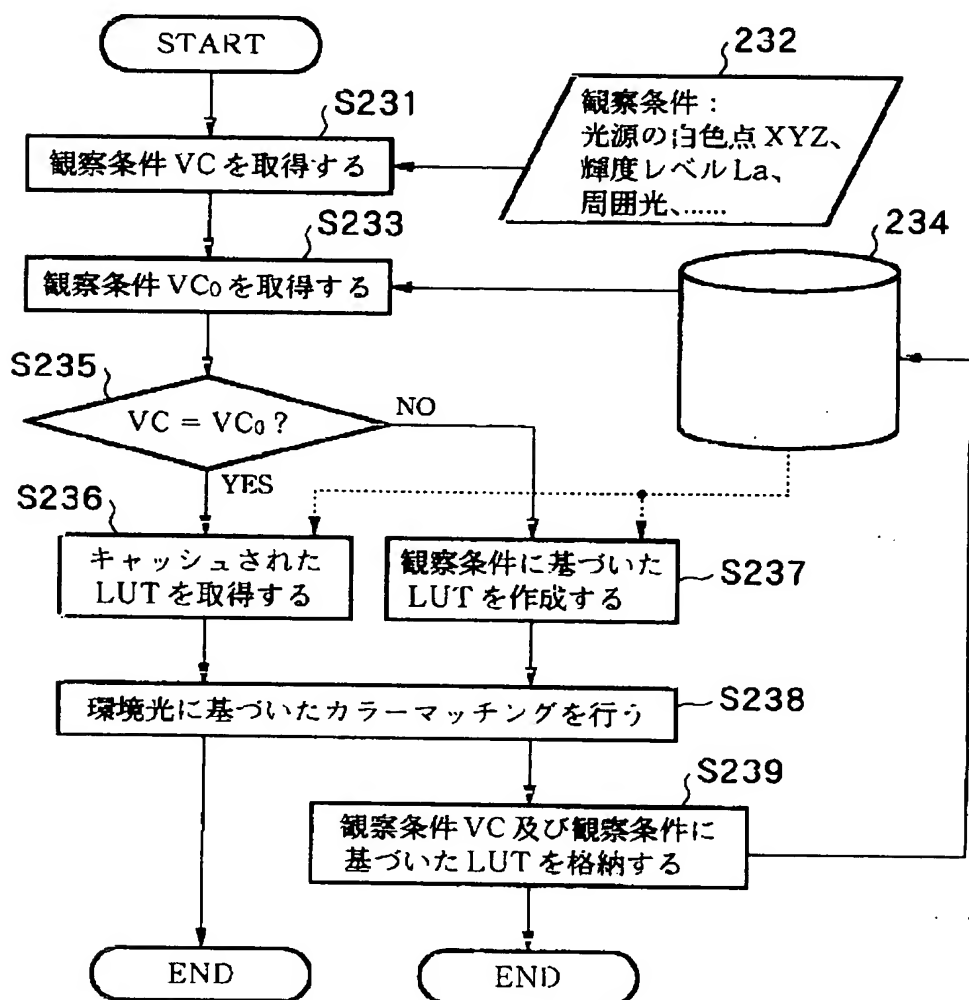 START
232
観察条件：
光源の白色点 XYZ、
輝度レベル La、
周囲光、......
S231
観察条件 VC を取得する
S233
観察条件 VC₀ を取得する
234
S235
VC = VC₀ ?
NO
YES
S236
キャッシュされた
LUT を取得する
観察条件に基づいた
LUT を作成する
S237
環境光に基づいたカラーマッチングを行う
S238
S239
観察条件 VC 及び観察条件に
基づいた LUT を格納する
END
END